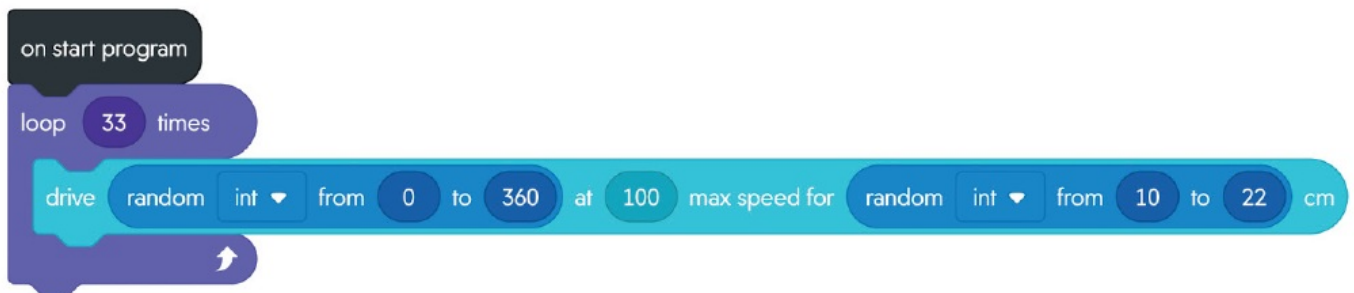 on start program
loop 33 times
drive random int from 0 to 360 at 100 max speed for random int from 10 to 22 cm